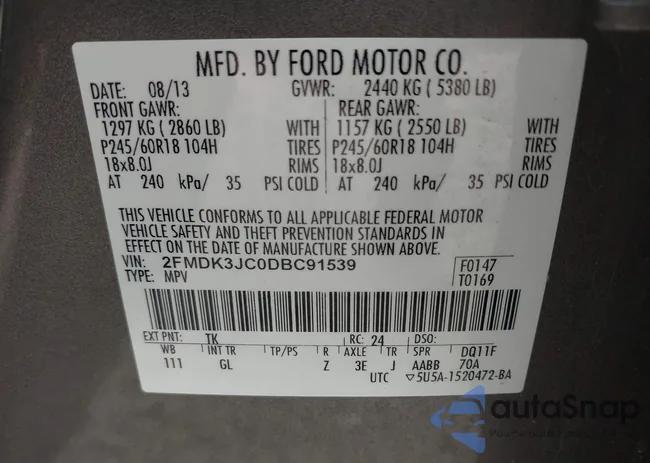 MFD. BY FORD MOTOR CO.
DATE: 08/13 GVWR: 2440 KG ( 5380 LB)
FRONT GAWR: REAR GAWR:
1297 KG ( 2860 LB) WITH 1157 KG ( 2550 LB) WITH
P245/60R18 104H TIRES P245/60R18 104H TIRES
18x8.0J RIMS 18x8.0J RIMS
AT 240 kPa/ 35 PSI COLD AT 240 kPa/ 35 PSI COLD
THIS VEHICLE CONFORMS TO ALL APPLICABLE FEDERAL MOTOR
VEHICLE SAFETY AND THEFT PREVENTION STANDARDS IN
EFFECT ON THE DATE OF MANUFACTURE SHOWN ABOVE.
VIN: 2FMDK3JC0DBC91539 F0147
TYPE: MPV T0169
EXT PNT: TK RC: 24 DSO:
WB INT TR TP/PS R AXLE TR SPR DQ11F
111 GL Z 3E J AABB 70A
UTC ▽5U5A-1520472-BA
autoSnap